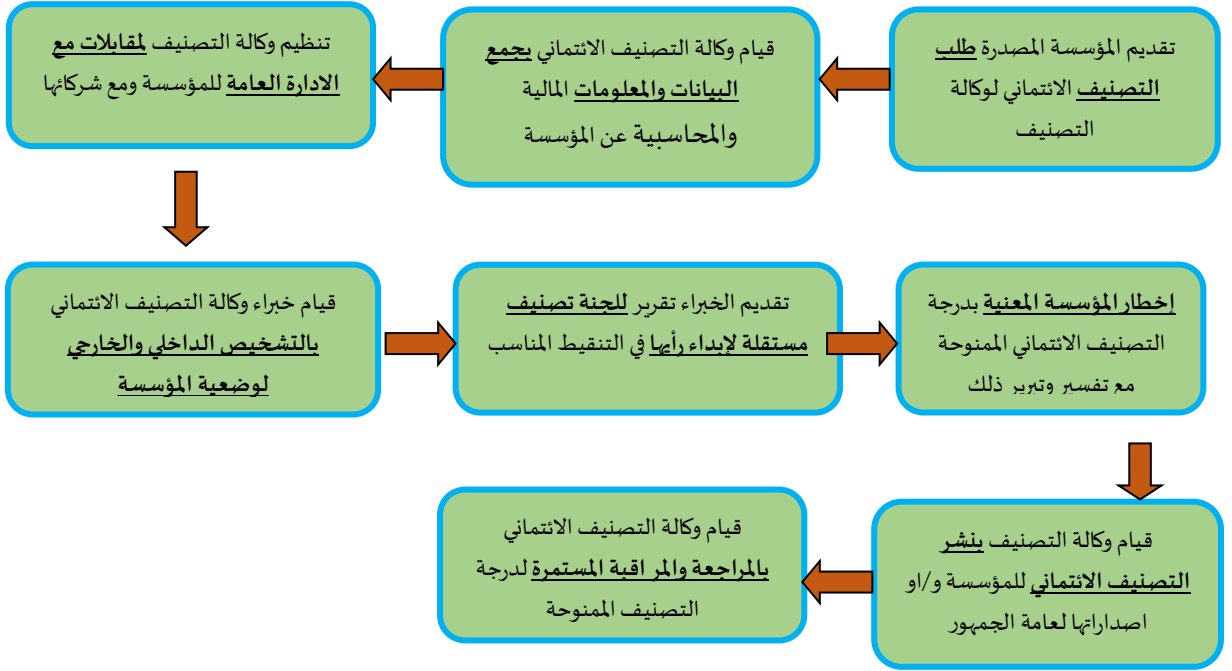 تقديم المؤسسة المصدرة طلب
التصنيف الائتماني لوكالة
التصنيف
قيام وكالة التصنيف الائتماني بجمع
البيانات والمعلومات المالية
والمحاسبية عن المؤسسة
تنظيم وكالة التصنيف لمقابلات مع
الادارة العامة للمؤسسة ومع شركائها
قيام خبراء وكالة التصنيف الائتماني
بالتشخيص الداخلي والخارجي
لوضعية المؤسسة
تقديم الخبراء تقرير للجنة تصنيف
مستقلة لإبداء رأيها في التنقيط المناسب
إخطار المؤسسة المعنية بدرجة
التصنيف الائتماني الممنوحة
مع تفسير وتبرير ذلك
قيام وكالة التصنيف بنشر
التصنيف الائتماني للمؤسسة و/او
اصداراتها لعامة الجمهور
قيام وكالة التصنيف الائتماني
بالمراجعة والمراقبة المستمرة لدرجة
التصنيف الممنوحة